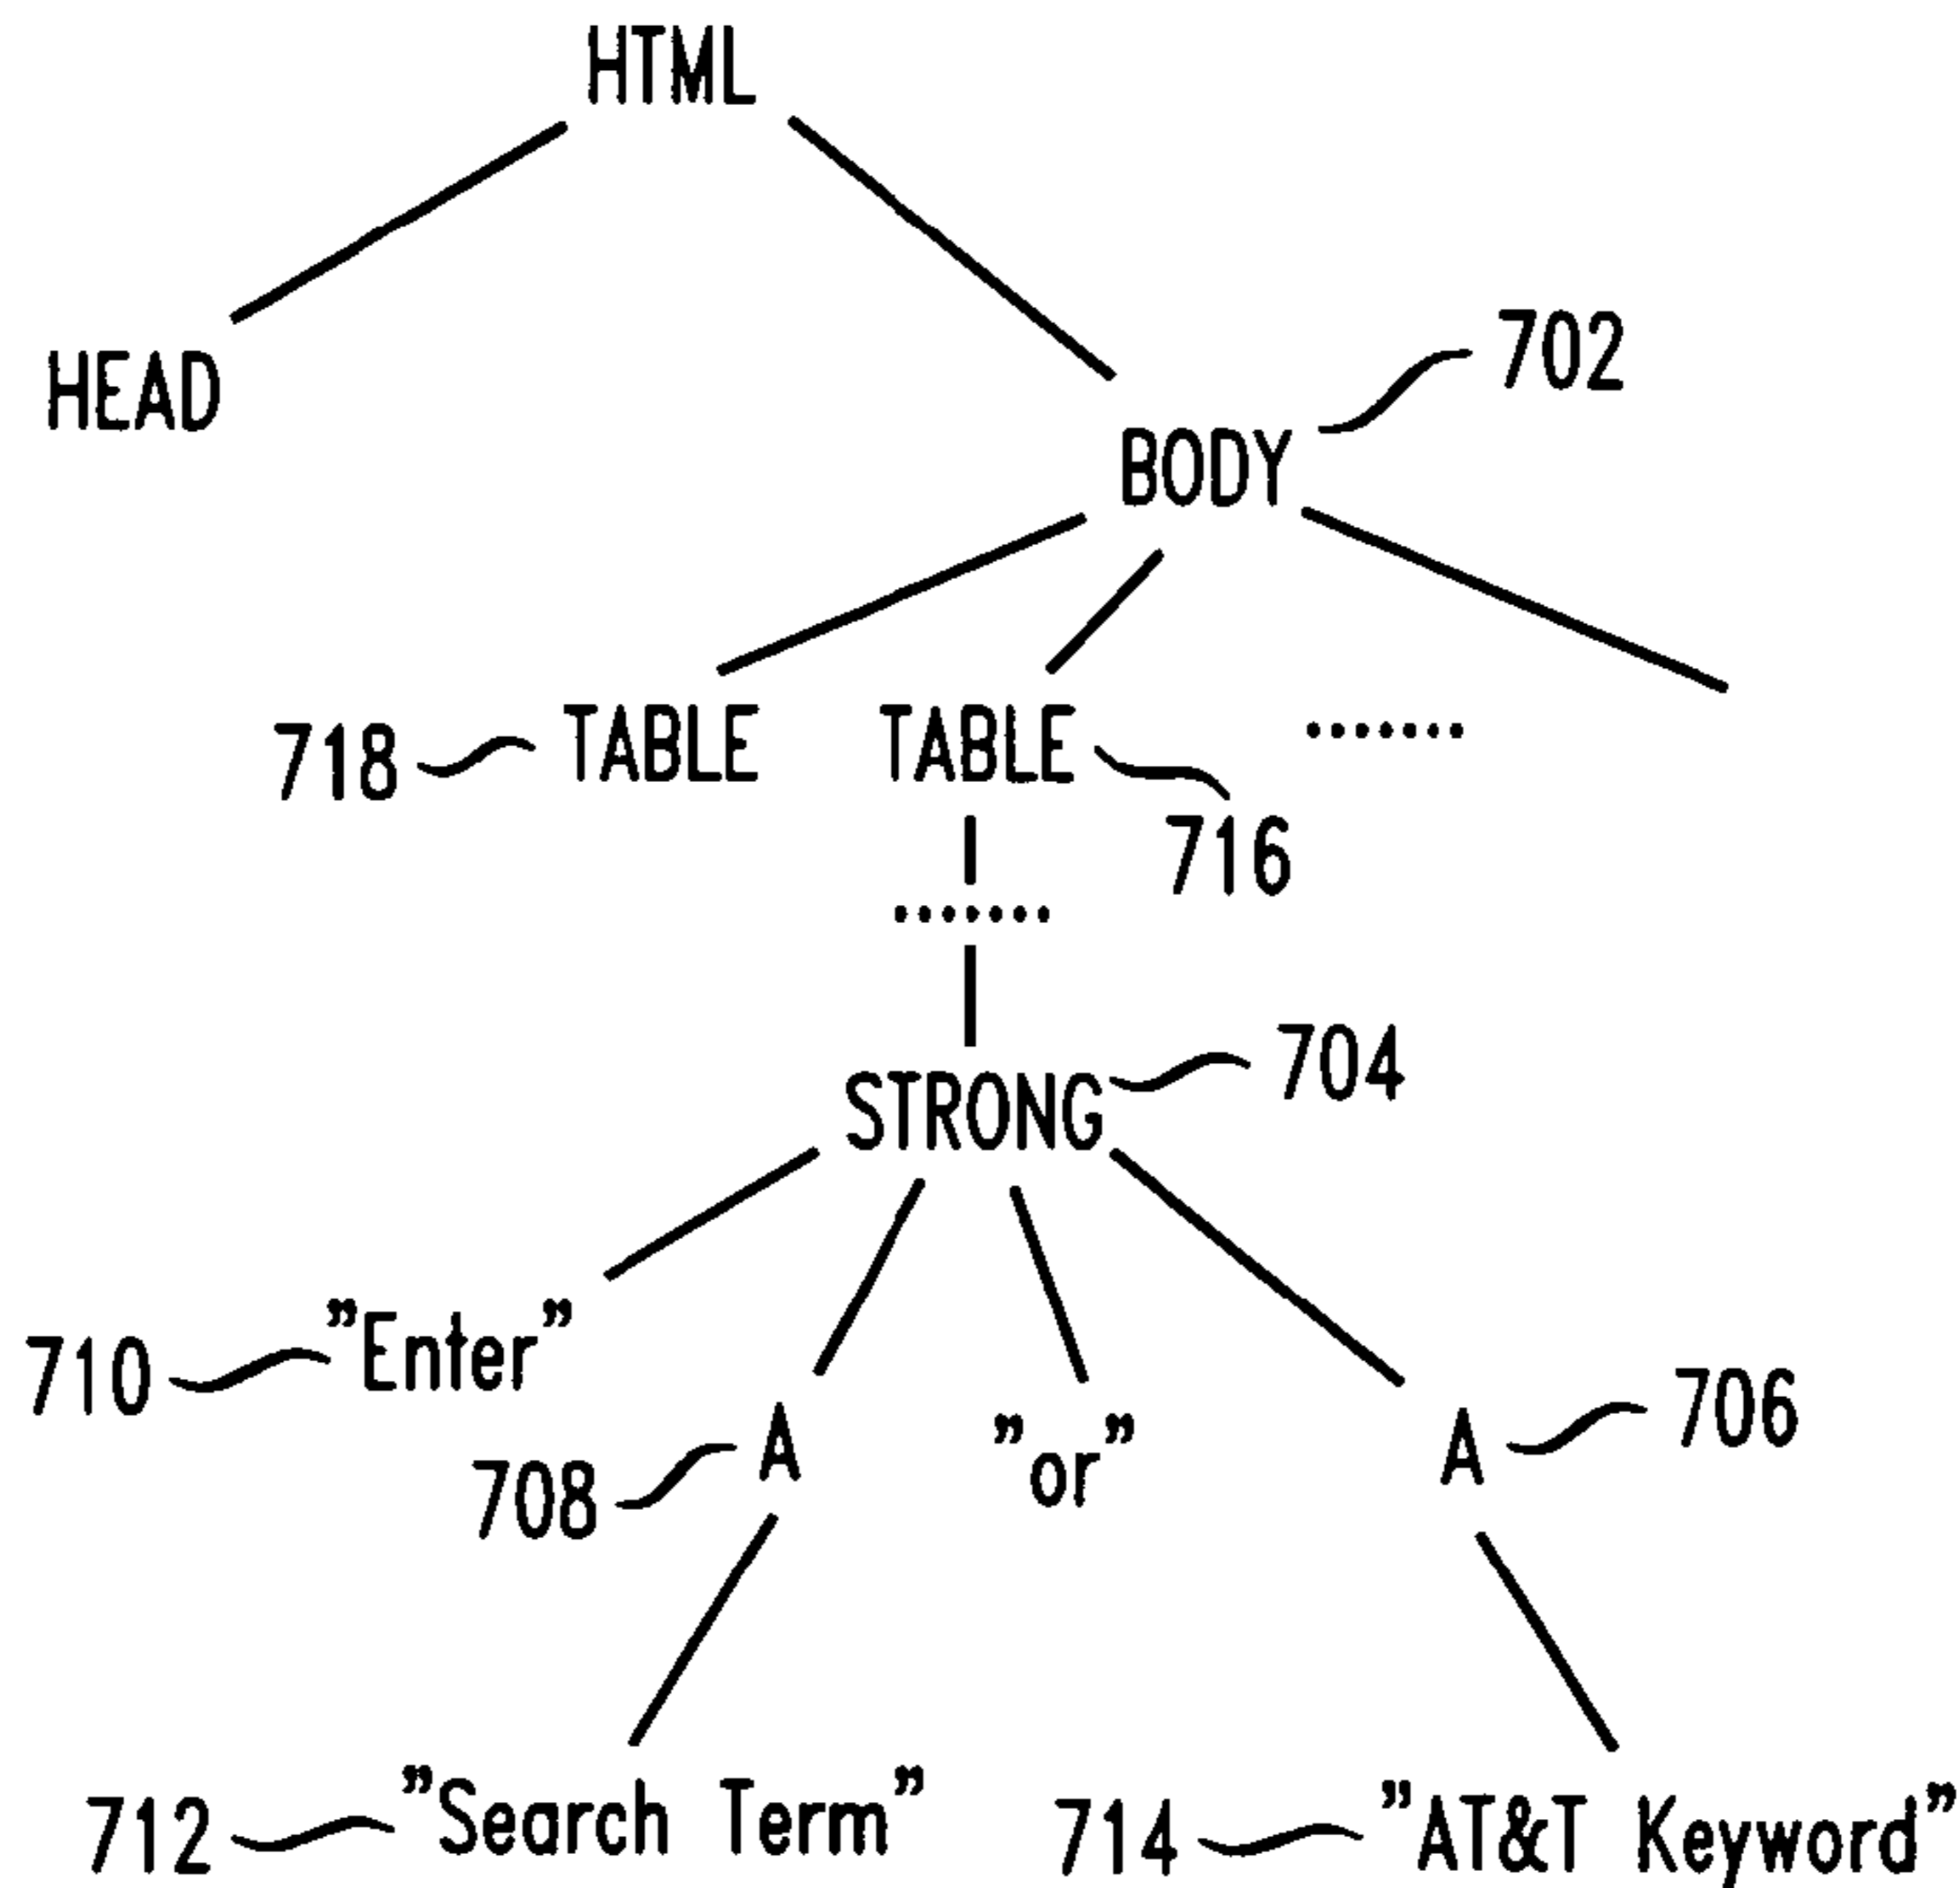 HTML
HEAD
702
BODY
718 TABLE TABLE .......
716
.......
704
STRONG
710 "Enter"
708 A "or" A 706
712 "Search Term" 714 "AT&T Keyword"